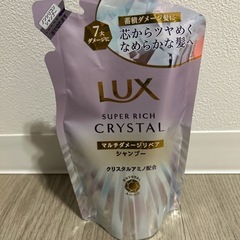 蓄積ダメージ髪に
芯からツヤめく
なめらかな髪へ
7大
ダメージに
LUX
SUPER RICH
CRYSTAL
マルチダメージリペア
シャンプー
クリスタルアミノ配合